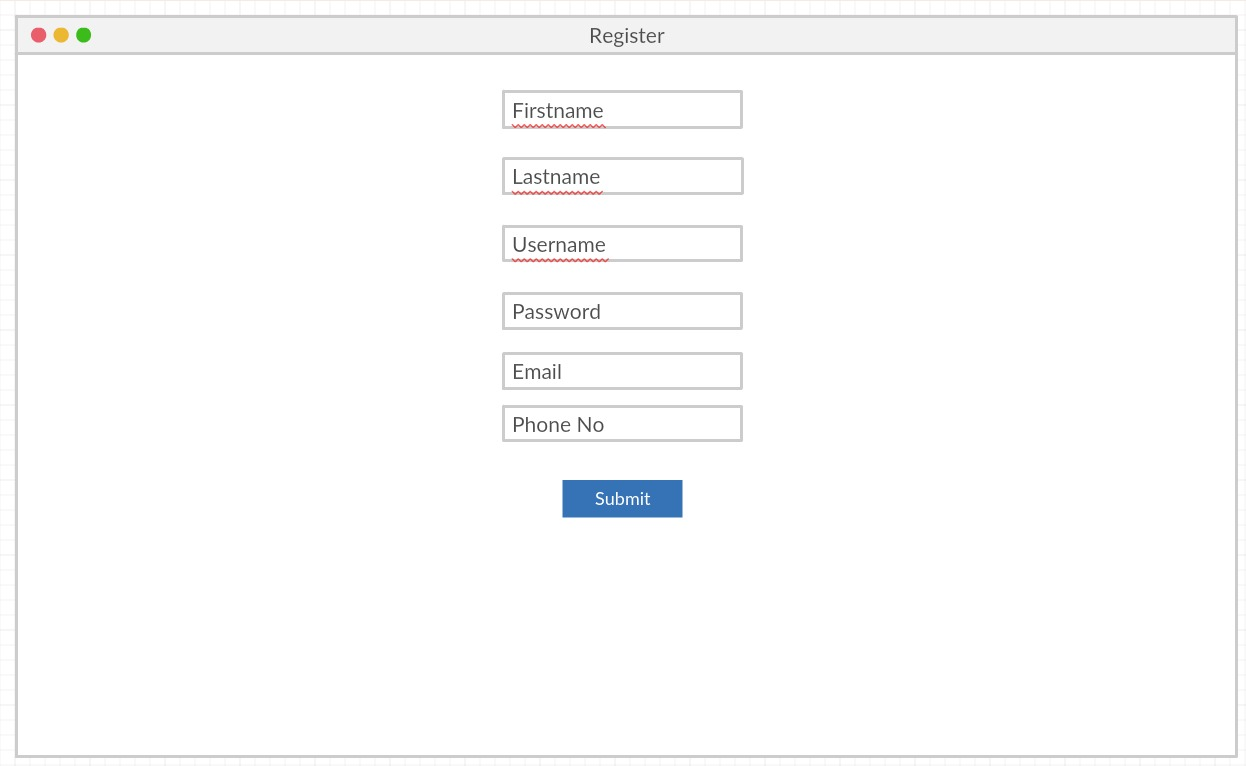 Register
Firstname
Lastname
Username
Password
Email
Phone No
Submit